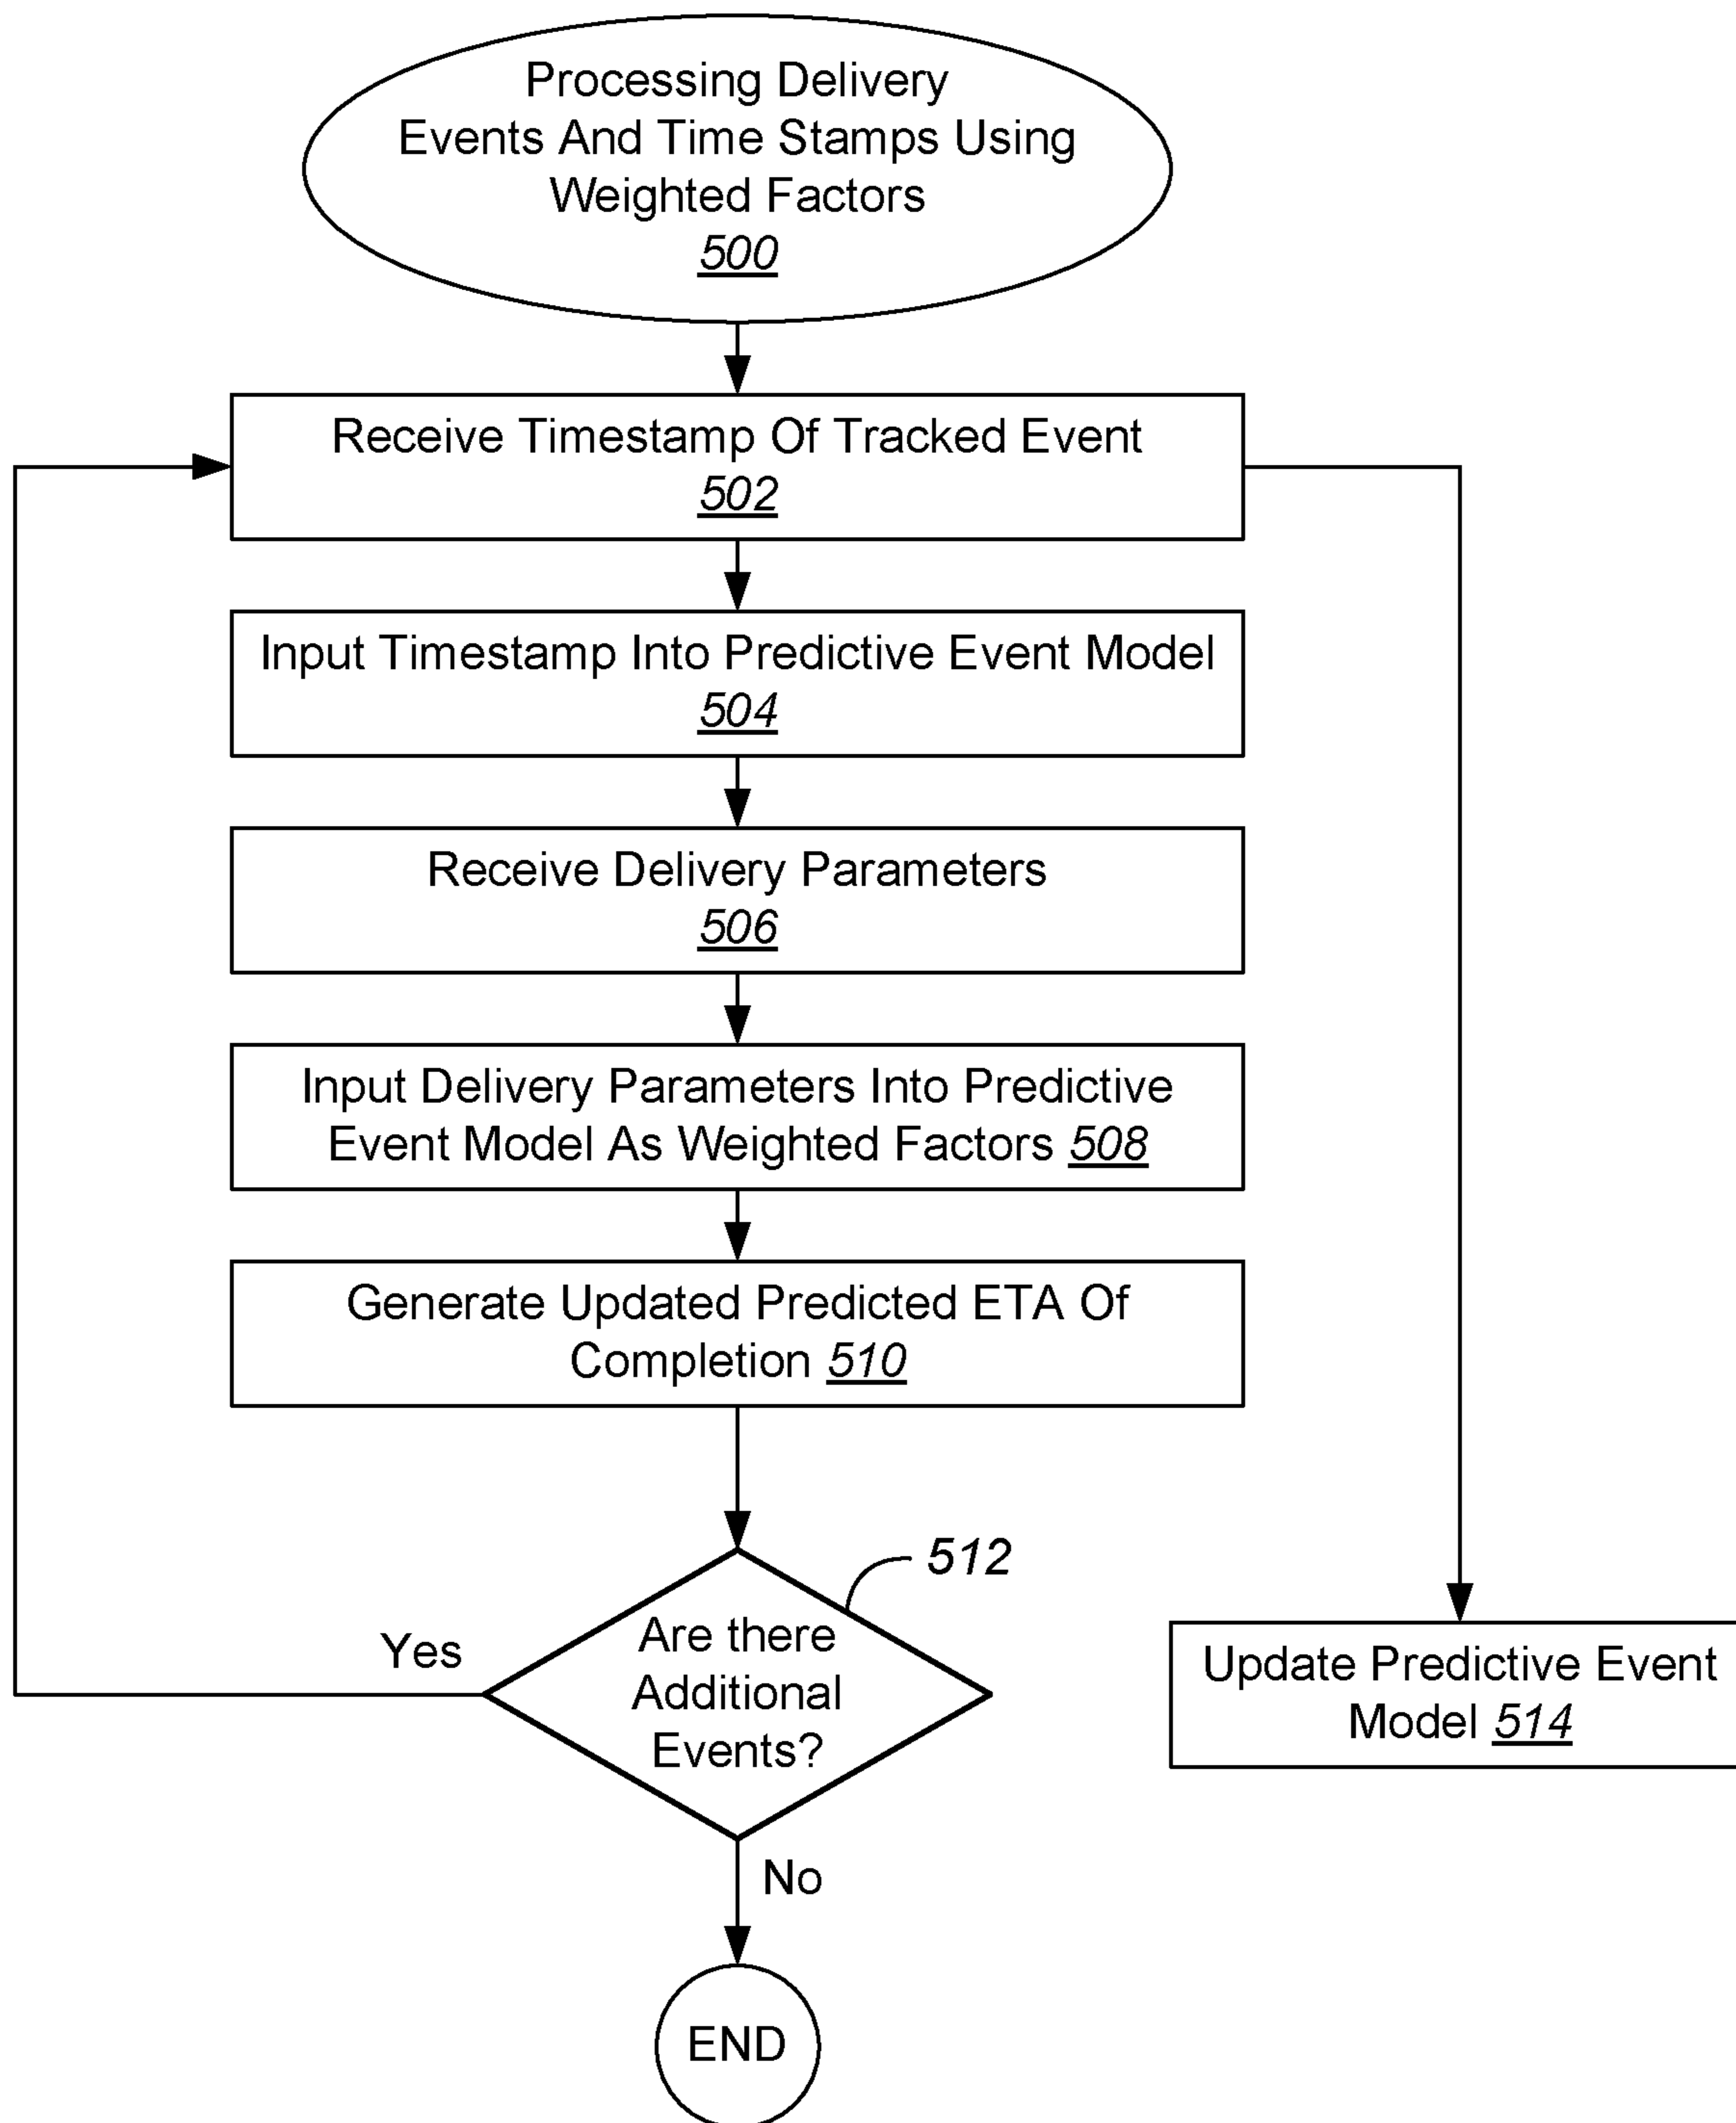 Processing Delivery
Events And Time Stamps Using
Weighted Factors
500
Receive Timestamp Of Tracked Event
502
Input Timestamp Into Predictive Event Model
504
Receive Delivery Parameters
506
Input Delivery Parameters Into Predictive
Event Model As Weighted Factors 508
Generate Updated Predicted ETA Of
Completion 510
512
Are there
Additional
Events?
Yes
Update Predictive Event
Model 514
No
END